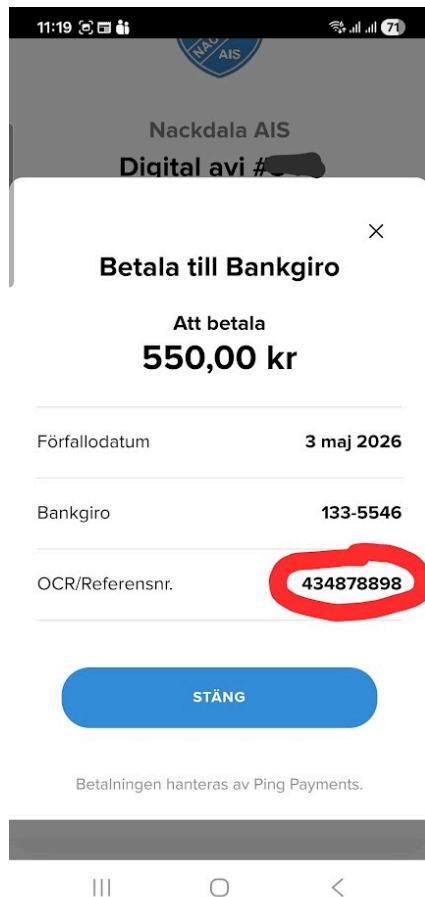 11:19 71
NAC
AIS
Nackdala AIS
Digital avi #
Betala till Bankgiro
Att betala
550,00 kr
Förfallodatum 3 maj 2026
Bankgiro 133-5546
OCR/Referensnr. 434878898
STÄNG
Betalningen hanteras av Ping Payments.